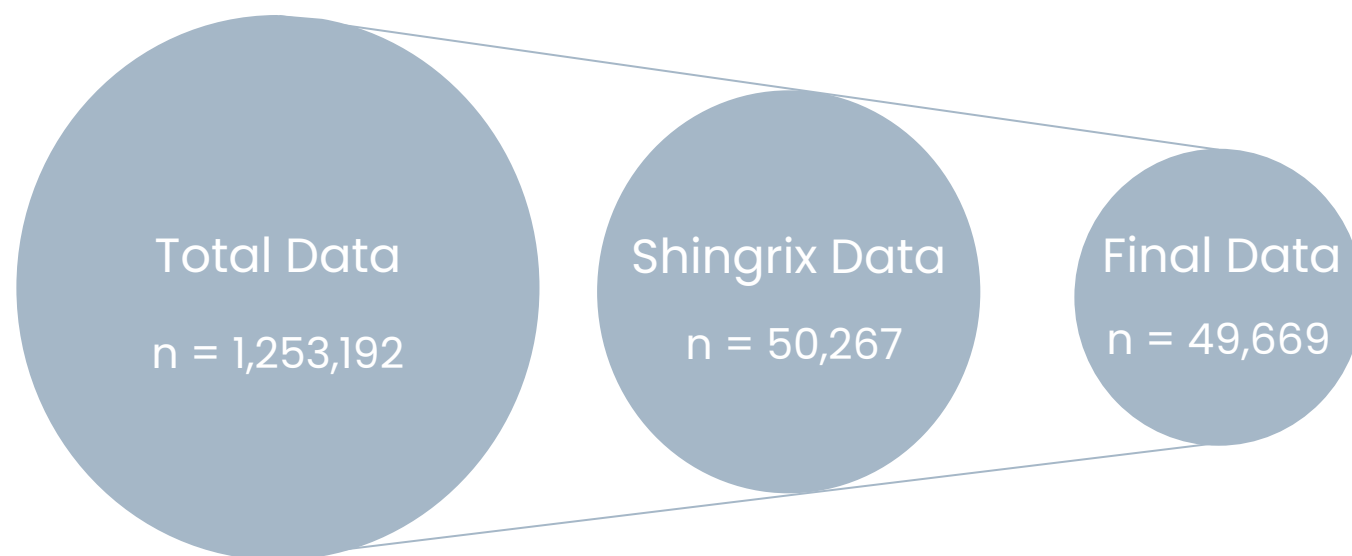 Total Data
n = 1,253,192
Shingrix Data
n = 50,267
Final Data
n = 49,669